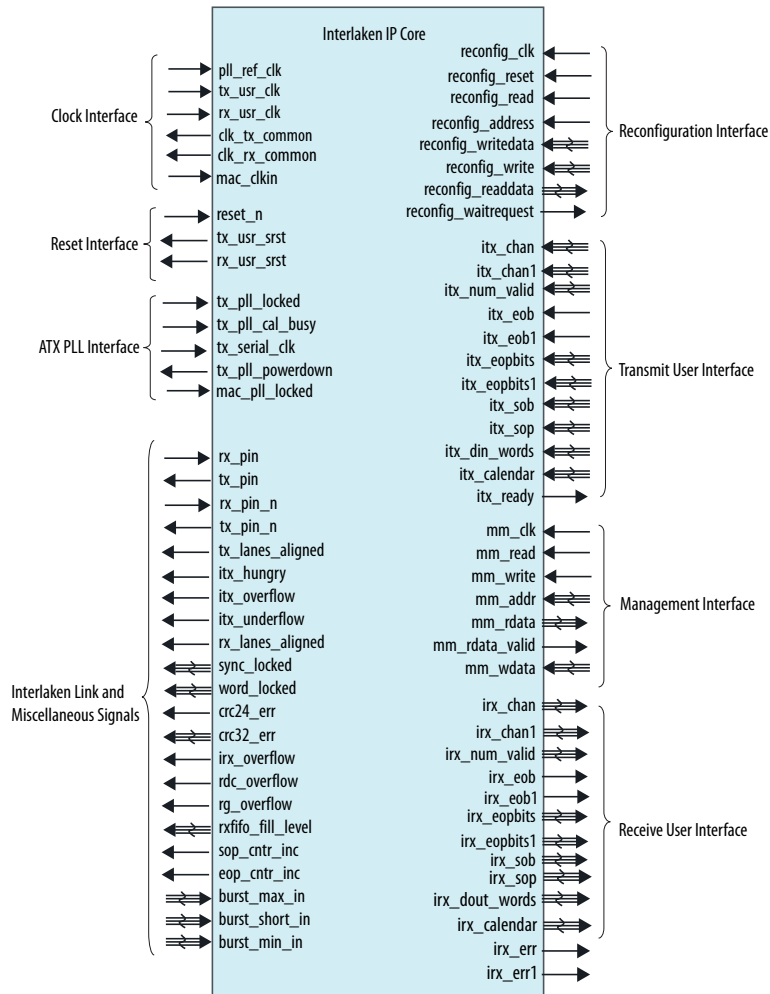 Interlaken IP Core
Clock Interface
pll_ref_clk
tx_usr_clk
rx_usr_clk
clk_tx_common
clk_rx_common
mac_clkin
Reset Interface
reset_n
tx_usr_srst
rx_usr_srst
ATX PLL Interface
tx_pll_locked
tx_pll_cal_busy
tx_serial_clk
tx_pll_powerdown
mac_pll_locked
Interlaken Link and
Miscellaneous Signals
rx_pin
tx_pin
rx_pin_n
tx_pin_n
tx_lanes_aligned
itx_hungry
itx_overflow
itx_underflow
rx_lanes_aligned
sync_locked
word_locked
crc24_err
crc32_err
irx_overflow
rdc_overflow
rg_overflow
rxfifo_fill_level
sop_cntr_inc
eop_cntr_inc
burst_max_in
burst_short_in
burst_min_in
reconfig_clk
reconfig_reset
reconfig_read
reconfig_address
reconfig_writedata
reconfig_write
reconfig_readdata
reconfig_waitrequest
Reconfiguration Interface
itx_chan
itx_chan1
itx_num_valid
itx_eob
itx_eob1
itx_eopbits
itx_eopbits1
itx_sob
itx_sop
itx_din_words
itx_calendar
itx_ready
Transmit User Interface
mm_clk
mm_read
mm_write
mm_addr
mm_rdata
mm_rdata_valid
mm_wdata
Management Interface
irx_chan
irx_chan1
irx_num_valid
irx_eob
irx_eob1
irx_eopbits
irx_eopbits1
irx_sob
irx_sop
irx_dout_words
irx_calendar
irx_err
irx_err1
Receive User Interface